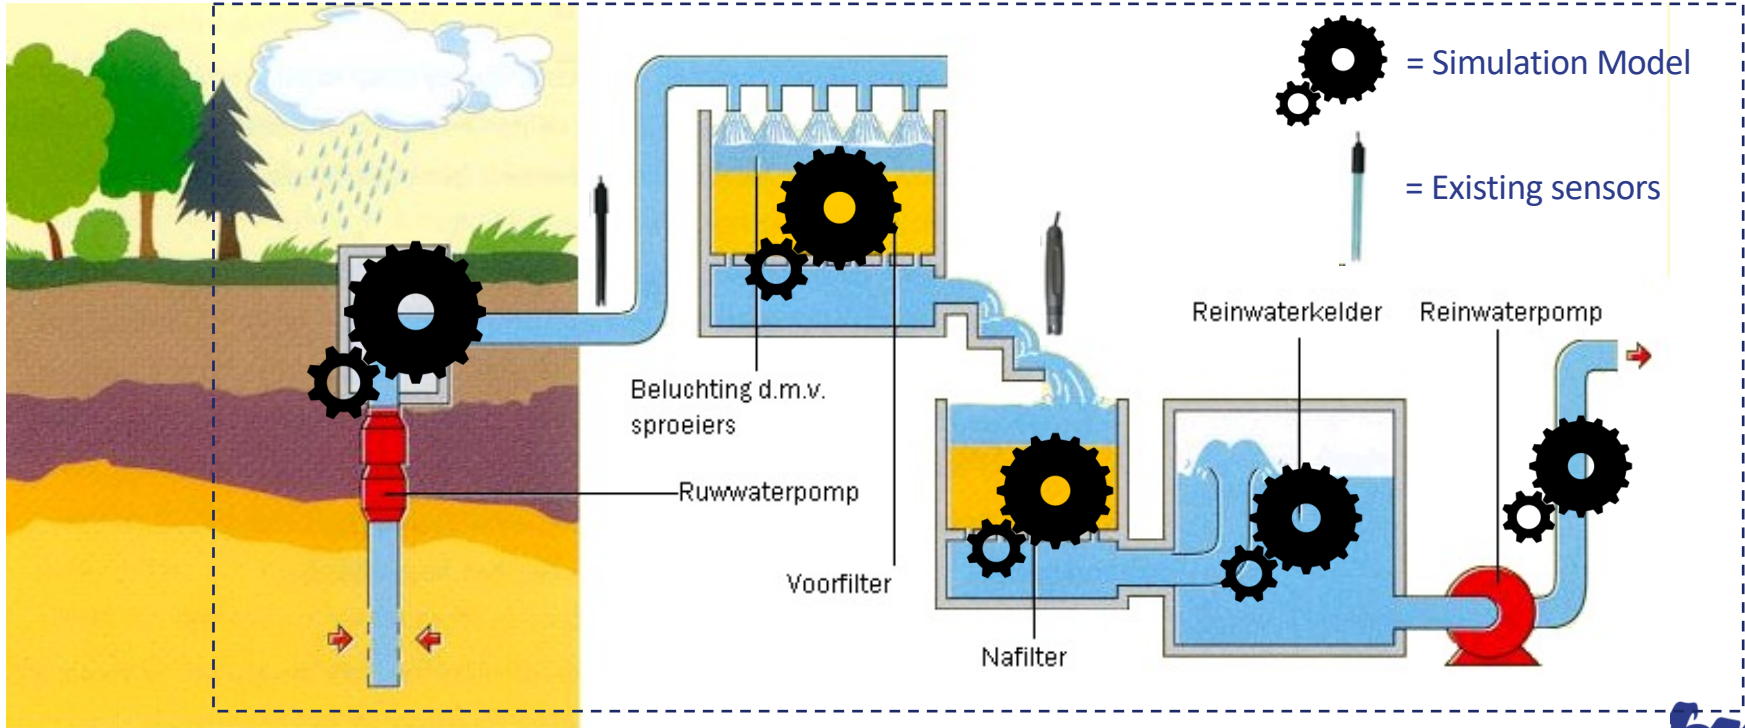 = Simulation Model
= Existing sensors
Reinwaterkelder
Reinwaterpomp
Beluchting d.m.v.
sproeiers
Ruwwaterpomp
Voorfilter
Nafilter